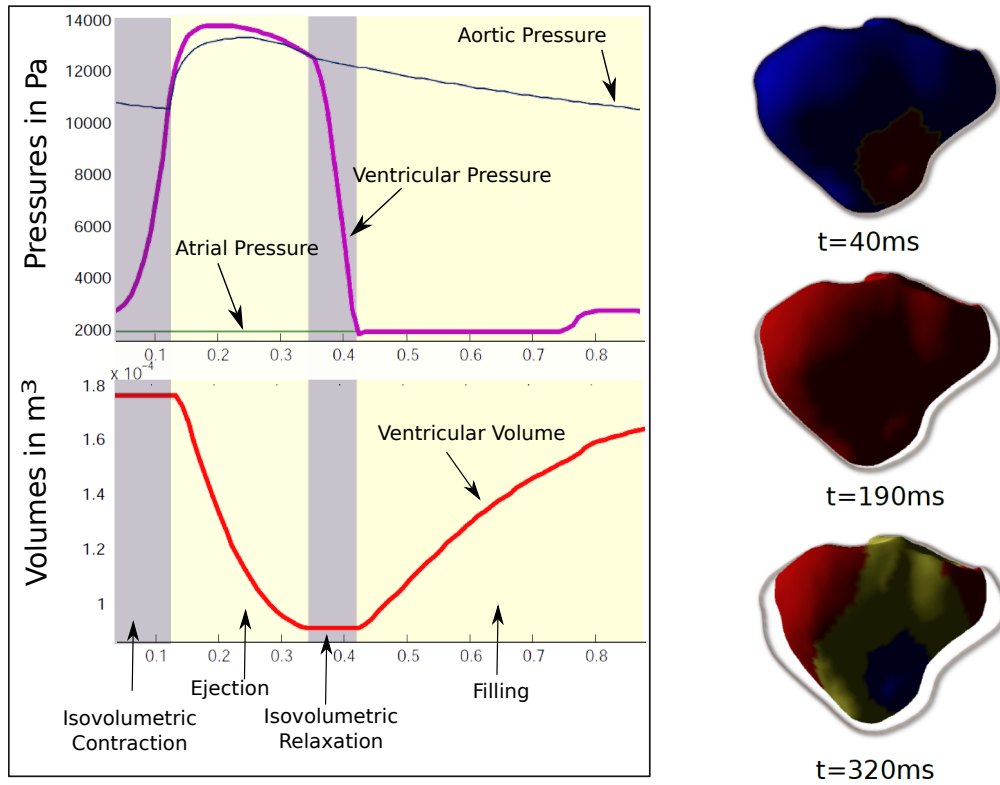 Pressures in Pa
14000
12000
10000
8000
6000
4000
2000
Aortic Pressure
Ventricular Pressure
Atrial Pressure
0.1 0.2 0.3 0.4 0.5 0.6 0.7 0.8
x 10⁻⁴
Volumes in m³
1.8
1.6
1.4
1.2
1
Ventricular Volume
0.1 0.2 0.3 0.4 0.5 0.6 0.7 0.8
Isovolumetric
Contraction
Ejection
Isovolumetric
Relaxation
Filling
t=40ms
t=190ms
t=320ms